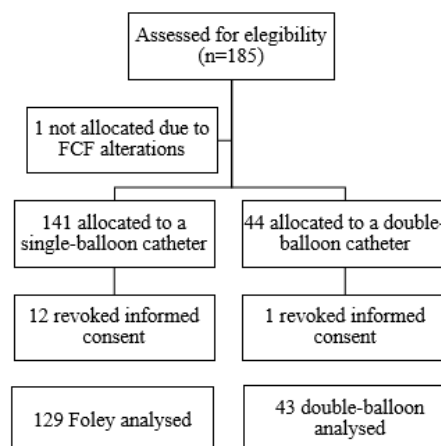 Assessed for elegibility
(n=185)
1 not allocated due to
FCF alterations
141 allocated to a
single-balloon catheter
44 allocated to a double-
balloon catheter
12 revoked informed
consent
1 revoked informed
consent
129 Foley analysed
43 double-balloon
analysed